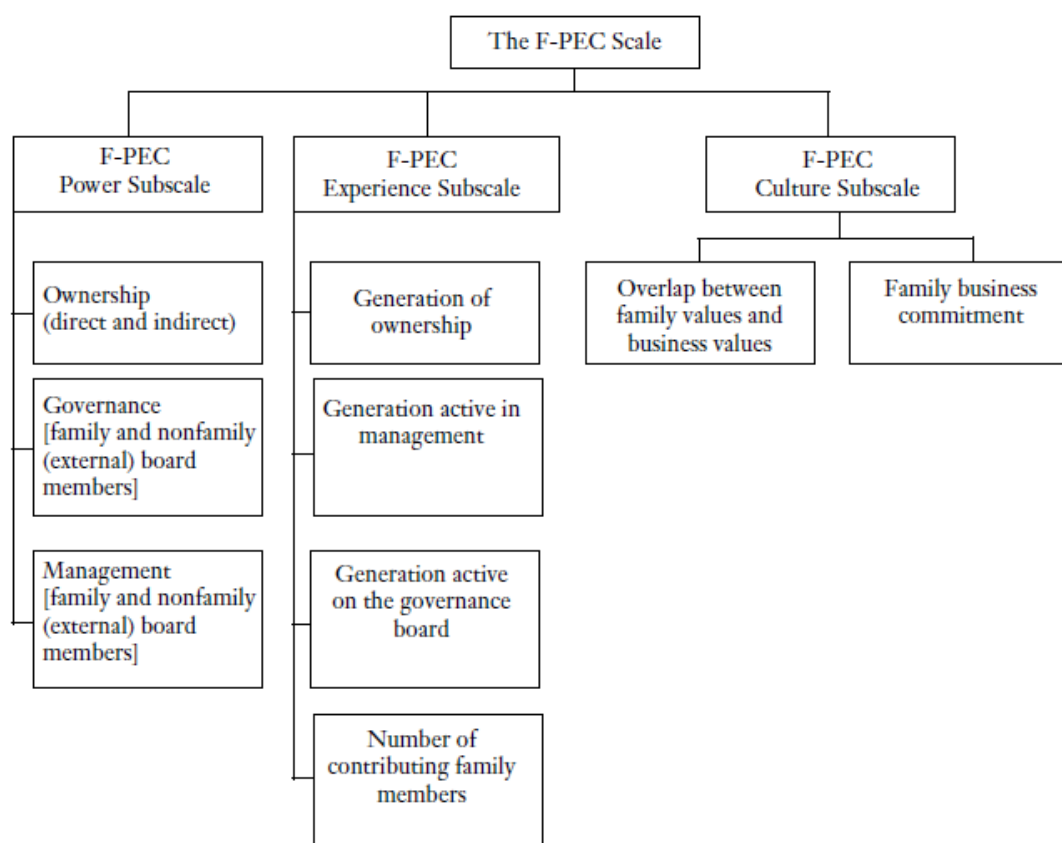 The F-PEC Scale
F-PEC
Power Subscale
Ownership
(direct and indirect)
Governance
[family and nonfamily
(external) board
members]
Management
[family and nonfamily
(external) board
members]
F-PEC
Experience Subscale
Generation of
ownership
Generation active in
management
Generation active
on the governance
board
Number of
contributing family
members
F-PEC
Culture Subscale
Overlap between
family values and
business values
Family business
commitment